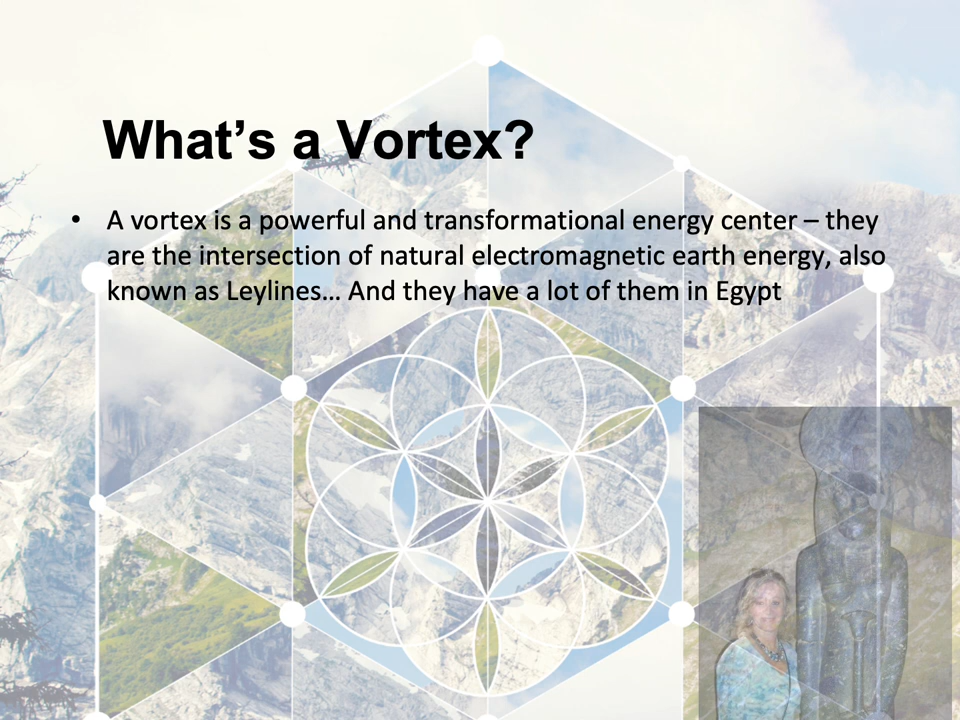 What’s a Vortex?
• A vortex is a powerful and transformational energy center – they
are the intersection of natural electromagnetic earth energy, also
known as Leylines… And they have a lot of them in Egypt